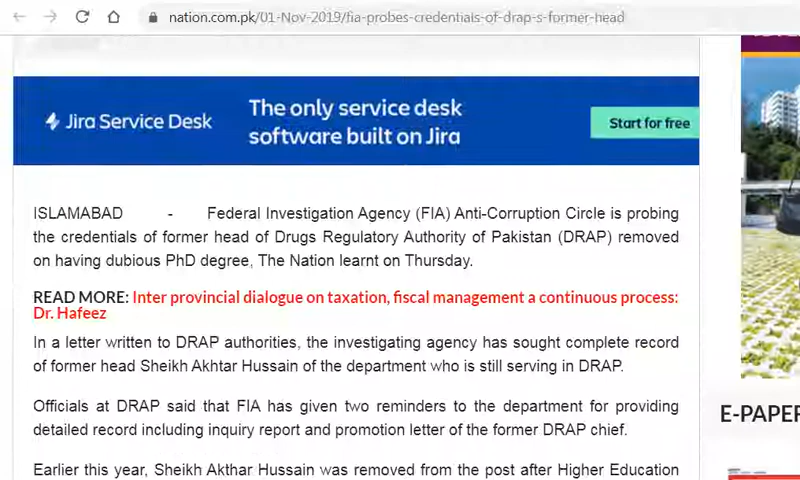 nation.com.pk/01-Nov-2019/fia-probes-credentials-of-drap-s-former-head
Jira Service Desk
The only service desk
software built on Jira
Start for free
ISLAMABAD - Federal Investigation Agency (FIA) Anti-Corruption Circle is probing
the credentials of former head of Drugs Regulatory Authority of Pakistan (DRAP) removed
on having dubious PhD degree, The Nation learnt on Thursday.
READ MORE: Inter provincial dialogue on taxation, fiscal management a continuous process:
Dr. Hafeez
In a letter written to DRAP authorities, the investigating agency has sought complete record
of former head Sheikh Akhtar Hussain of the department who is still serving in DRAP.
Officials at DRAP said that FIA has given two reminders to the department for providing
detailed record including inquiry report and promotion letter of the former DRAP chief.
E-PAPER
Earlier this year, Sheikh Akthar Hussain was removed from the post after Higher Education